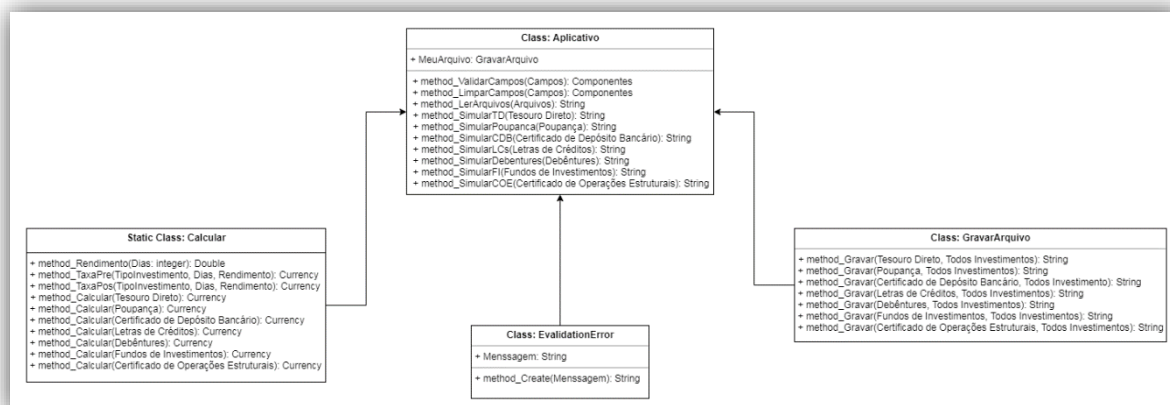 Class: Aplicativo
+ MeuArquivo: GravarArquivo
+ method_ValidarCampos(Campos): Componentes
+ method_LimparCampos(Campos): Componentes
+ method_LerArquivos(Arquivos): String
+ method_SimularTD(Tesouro Direto): String
+ method_SimularPoupanca(Poupança): String
+ method_SimularCDB(Certificado de Depósito Bancário): String
+ method_SimularLCs(Letras de Créditos): String
+ method_SimularDebentures(Debêntures): String
+ method_SimularFI(Fundos de Investimentos): String
+ method_SimularCOE(Certificado de Operações Estruturais): String
Static Class: Calcular
+ method_Rendimento(Dias: integer): Double
+ method_TaxaPre(TipoInvestimento, Dias, Rendimento): Currency
+ method_TaxaPos(TipoInvestimento, Dias, Rendimento): Currency
+ method_Calcular(Tesouro Direto): Currency
+ method_Calcular(Poupança): Currency
+ method_Calcular(Certificado de Depósito Bancário): Currency
+ method_Calcular(Letras de Créditos): Currency
+ method_Calcular(Debêntures): Currency
+ method_Calcular(Fundos de Investimentos): Currency
+ method_Calcular(Certificado de Operações Estruturais): Currency
Class: EvalidationError
+ Menssagem: String
+ method_Create(Menssagem): String
Class: GravarArquivo
+ method_Gravar(Tesouro Direto, Todos Investimentos): String
+ method_Gravar(Poupança, Todos Investimentos): String
+ method_Gravar(Certificado de Depósito Bancário, Todos Investimento): String
+ method_Gravar(Letras de Créditos, Todos Investimentos): String
+ method_Gravar(Debêntures, Todos Investimentos): String
+ method_Gravar(Fundos de Investimentos, Todos Investimentos): String
+ method_Gravar(Certificado de Operações Estruturais, Todos Investimentos): String